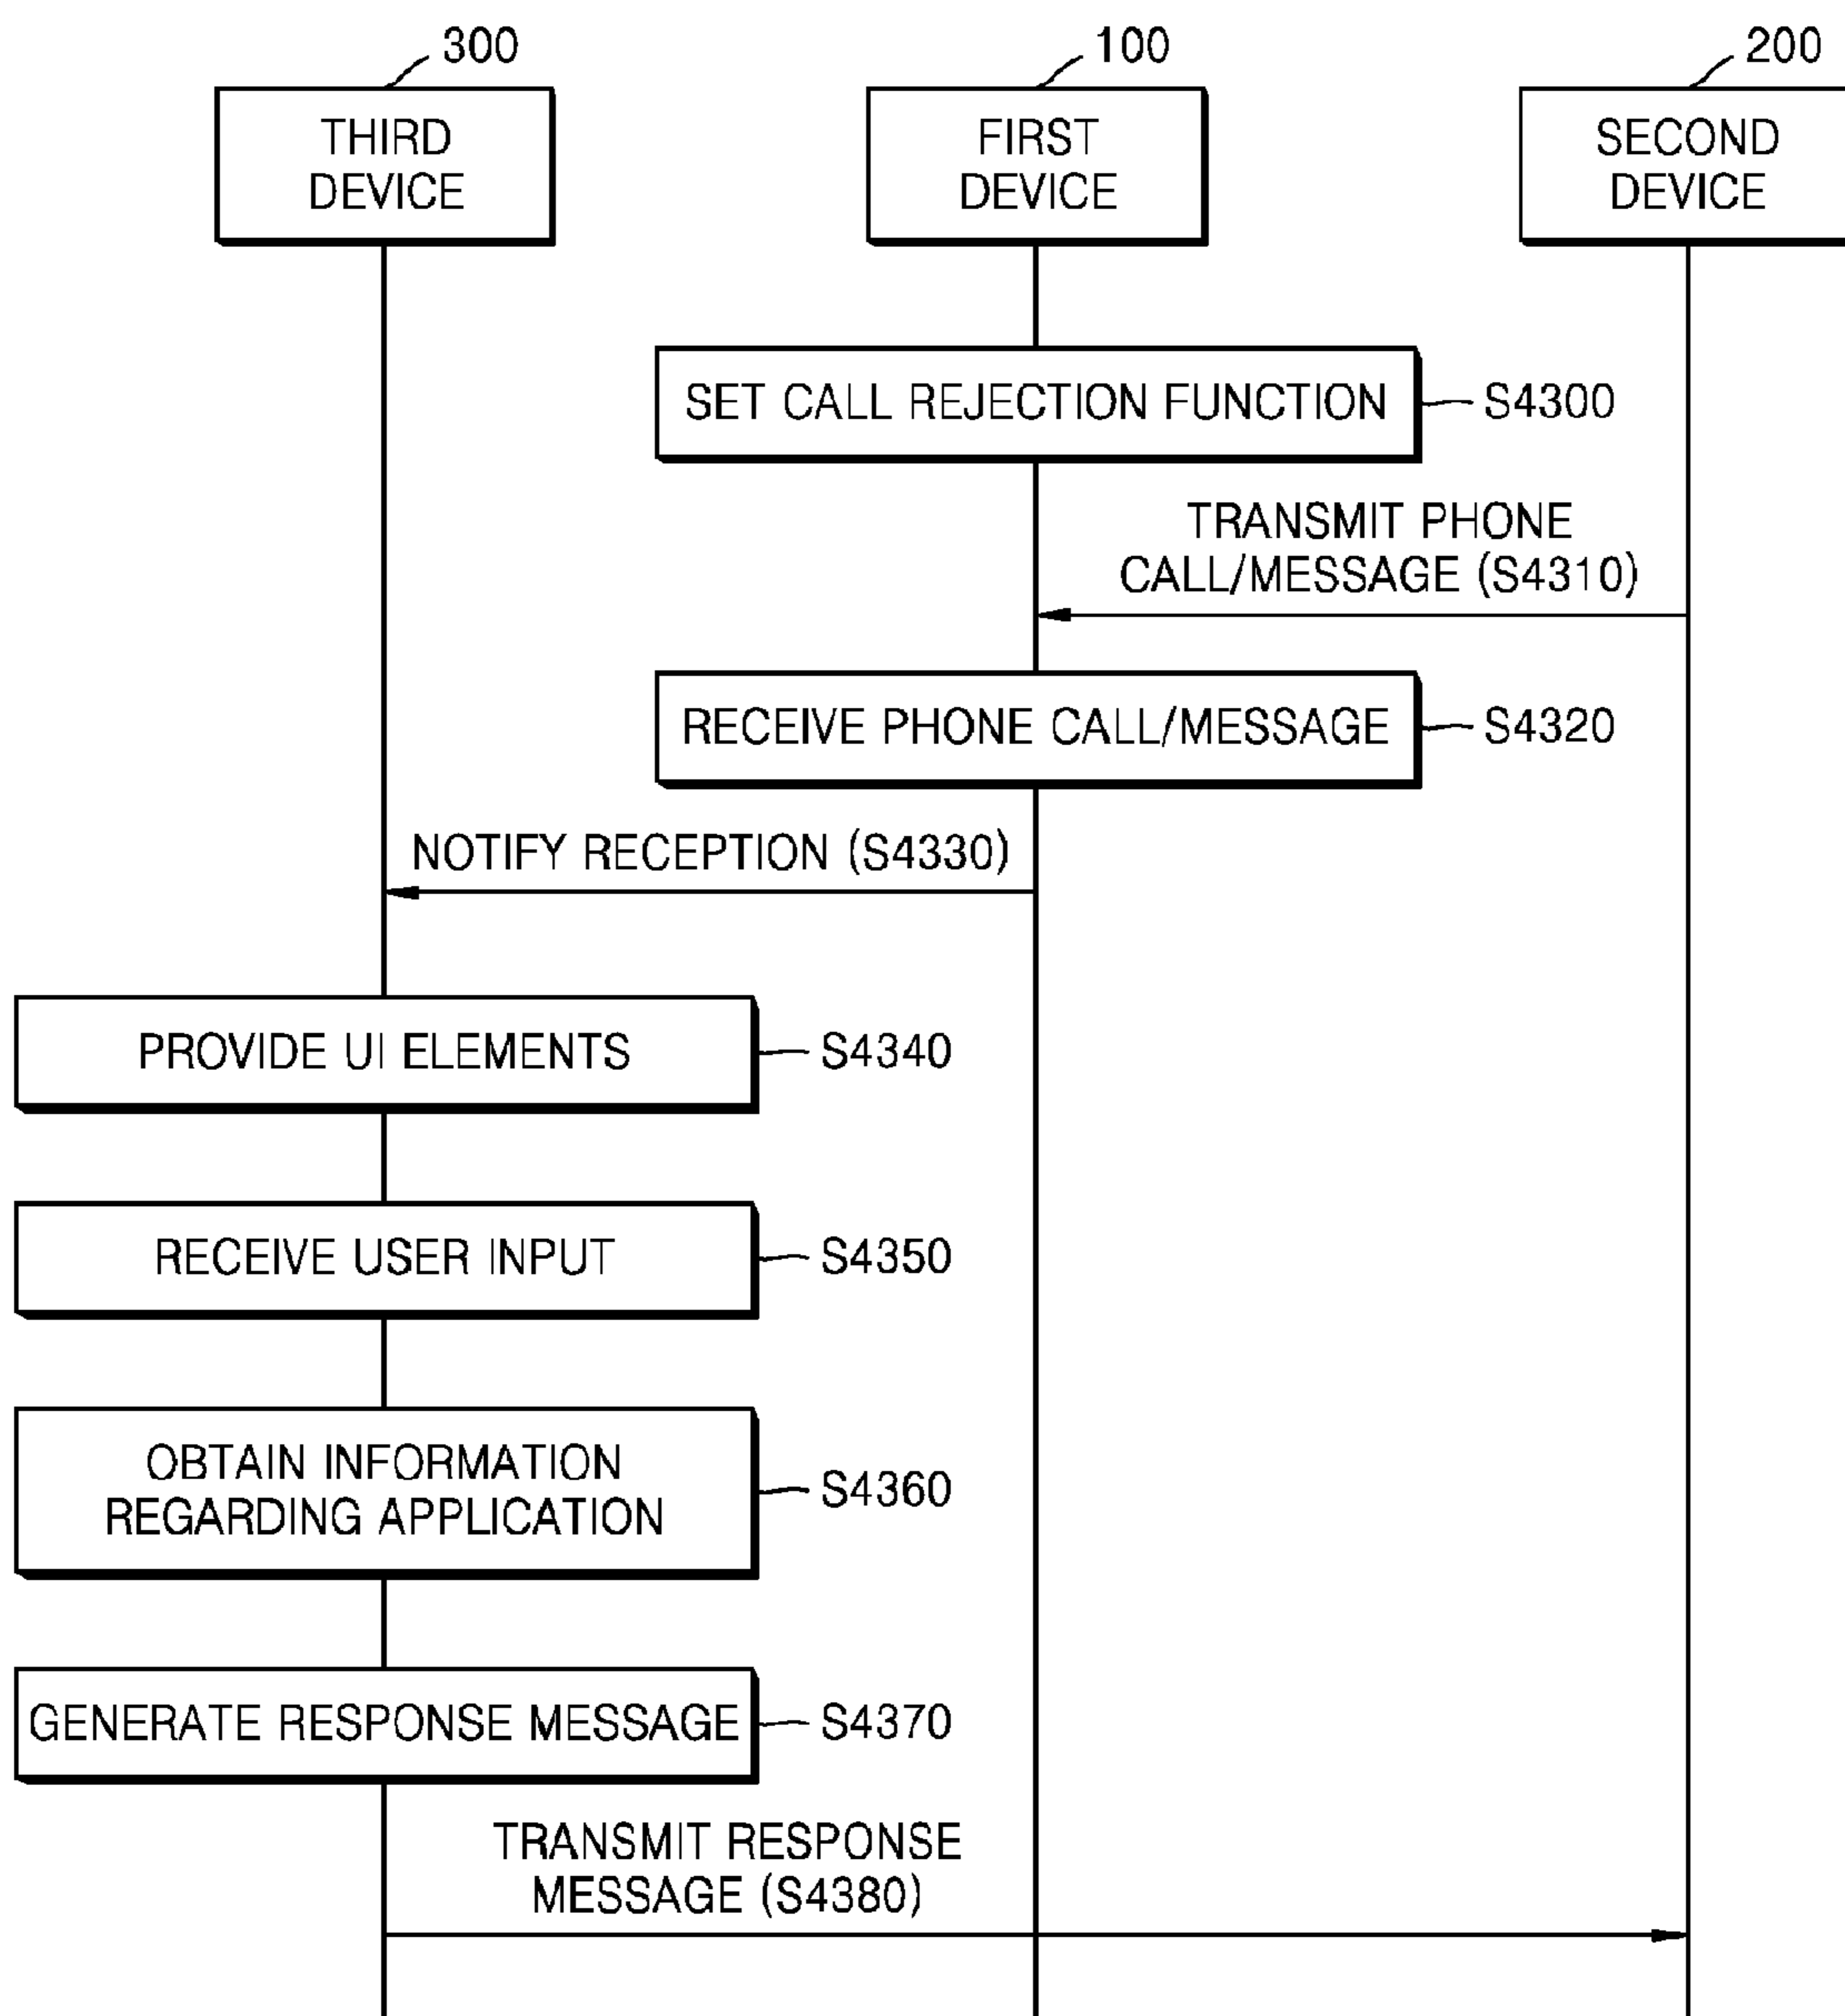 300
100
200
THIRD
DEVICE
FIRST
DEVICE
SECOND
DEVICE
SET CALL REJECTION FUNCTION
S4300
TRANSMIT PHONE
CALL/MESSAGE (S4310)
RECEIVE PHONE CALL/MESSAGE
S4320
NOTIFY RECEPTION (S4330)
PROVIDE UI ELEMENTS
S4340
RECEIVE USER INPUT
S4350
OBTAIN INFORMATION
REGARDING APPLICATION
S4360
GENERATE RESPONSE MESSAGE
S4370
TRANSMIT RESPONSE
MESSAGE (S4380)